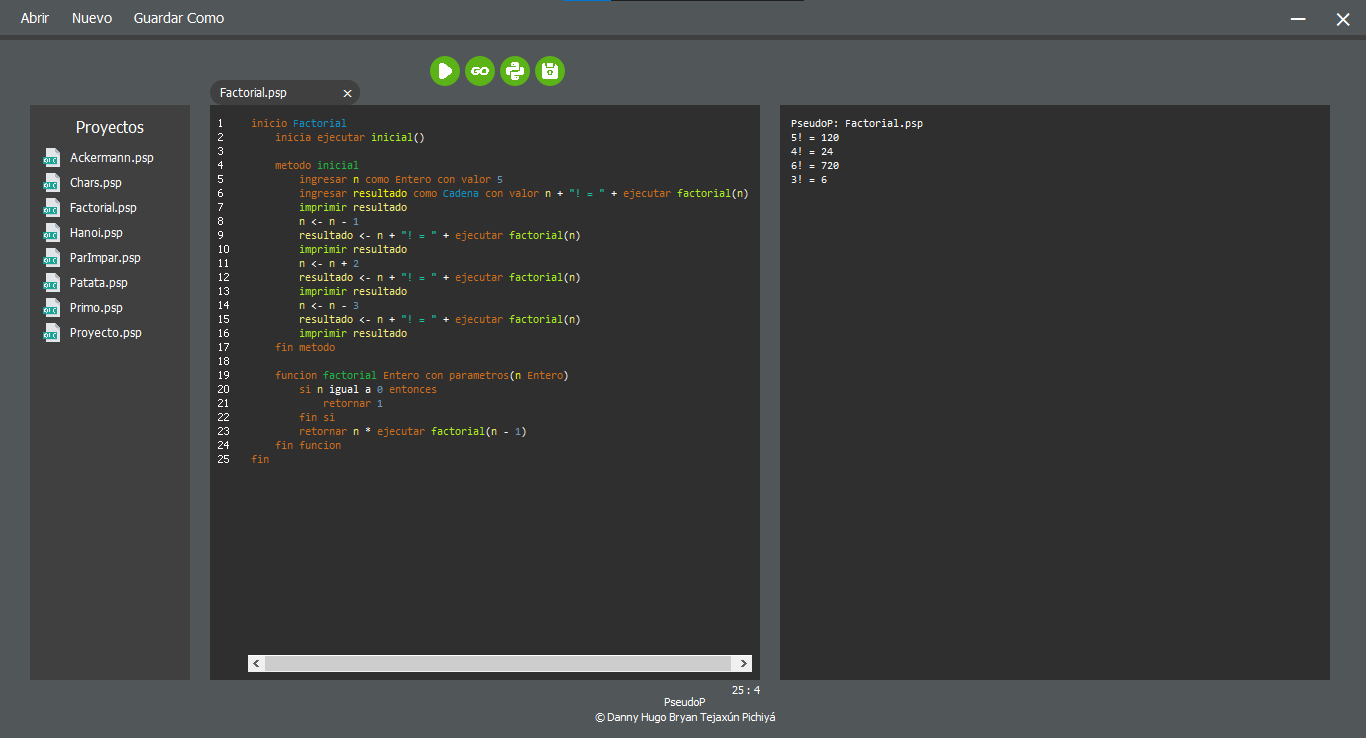 Abrir Nuevo Guardar Como
GO
Factorial.psp
Proyectos
Ackermann.psp
Chars.psp
Factorial.psp
Hanoi.psp
ParImpar.psp
Patata.psp
Primo.psp
Proyecto.psp
1 inicio Factorial
2 inicia ejecutar inicial()
3
4 metodo inicial
5 ingresar n como Entero con valor 5
6 ingresar resultado como Cadena con valor n + "! = " + ejecutar factorial(n)
7 imprimir resultado
8 n <- n - 1
9 resultado <- n + "! = " + ejecutar factorial(n)
10 imprimir resultado
11 n <- n + 2
12 resultado <- n + "! = " + ejecutar factorial(n)
13 imprimir resultado
14 n <- n - 3
15 resultado <- n + "! = " + ejecutar factorial(n)
16 imprimir resultado
17 fin metodo
18
19 funcion factorial Entero con parametros(n Entero)
20 si n igual a 0 entonces
21 retornar 1
22 fin si
23 retornar n * ejecutar factorial(n - 1)
24 fin funcion
25 fin
PseudoP: Factorial.psp
5! = 120
4! = 24
6! = 720
3! = 6
25 : 4
PseudoP
© Danny Hugo Bryan Tejaxún Pichiyá